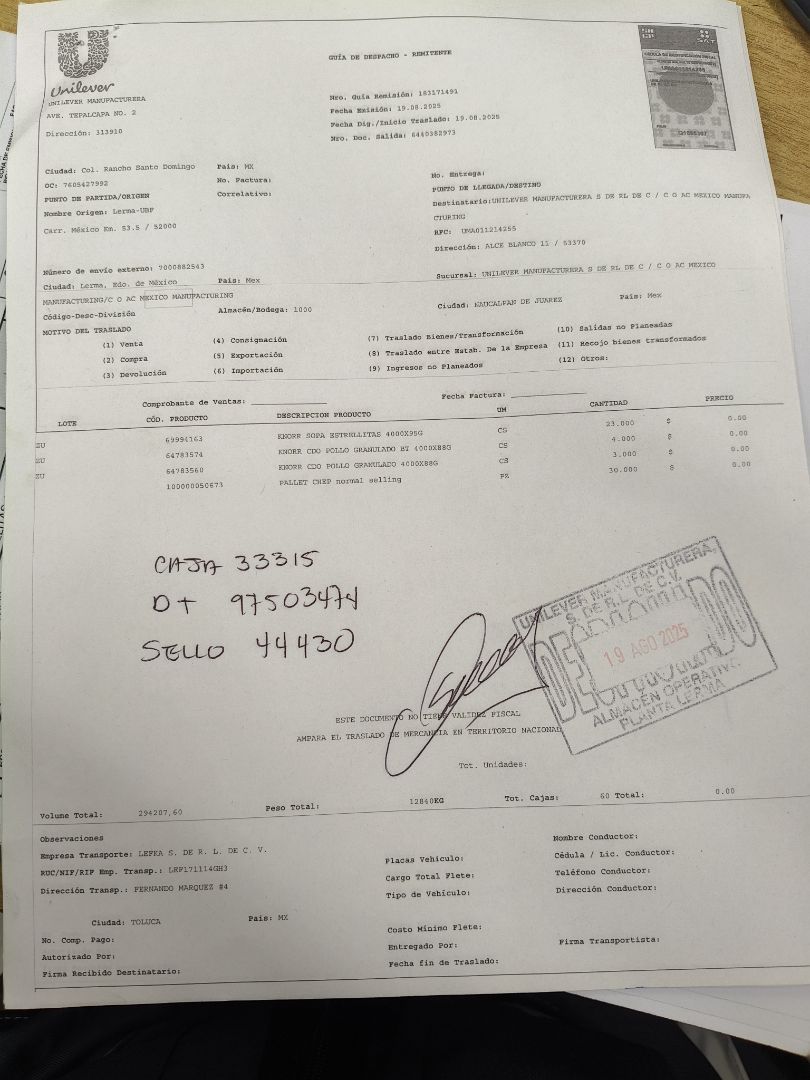 GUÍA DE DESPACHO - REMITENTE
Unilever
UNILEVER MANUFACTURERA
AVE. TEPALCAPA NO. 2
Dirección: 313910
Nro. Guía Remisión: 183171491
Fecha Emisión: 19.08.2025
Fecha Dig./Inicio Traslado: 19.08.2025
Nro. Doc. Salida: 6440382973
Ciudad: Col. Rancho Santo Domingo País: MX
OC: 7605427992 No. Factura:
PUNTO DE PARTIDA/ORIGEN Correlativo:
Nombre Origen: Lerma-UBF
Carr. México Km. 53.5 / 52000
No. Entrega:
PUNTO DE LLEGADA/DESTINO
Destinatario:UNILEVER MANUFACTURERA S DE RL DE C / C O AC MEXICO MANUFA
CTURING
RFC: UMA011214255
Dirección: ALCE BLANCO 11 / 53370
Número de envío externo: 7000882543
Ciudad: Lerma, Edo. de México País: Mex
Sucursal: UNILEVER MANUFACTURERA S DE RL DE C / C O AC MEXICO
MANUFACTURING/C O AC MEXICO MANUFACTURING
Código-Desc-División Almacén/Bodega: 1000 Ciudad: NAUCALPAN DE JUAREZ País: Mex
MOTIVO DEL TRASLADO
(1) Venta (4) Consignación (7) Traslado Bienes/Transformación (10) Salidas no Planeadas
(2) Compra (5) Exportación (8) Traslado entre Estab. De la Empresa (11) Recojo bienes transformados
(3) Devolución (6) Importación (9) Ingresos no Planeados (12) Otros:
Comprobante de Ventas: Fecha Factura:
LOTE CÓD. PRODUCTO DESCRIPCION PRODUCTO UM CANTIDAD PRECIO
ZU 69994163 KNORR SOPA ESTRELLITAS 4000X95G CS 23.000 $ 0.00
ZU 64783574 KNORR CDO POLLO GRANULADO BT 4000X88G CS 4.000 $ 0.00
ZU 64783560 KNORR CDO POLLO GRANULADO 4000X88G CS 3.000 $ 0.00
100000050673 PALLET CHEP normal selling PZ 30.000 $ 0.00
CAJA 33315
DT 97503474
SELLO 44430
UNILEVER MANUFACTURERA,
S. DE R.L. DE C.V.
19 AGO 2025
ALMACÉN OPERATIVO
PLANTA LERMA
ESTE DOCUMENTO NO TIENE VALIDEZ FISCAL
AMPARA EL TRASLADO DE MERCANCIA EN TERRITORIO NACIONAL
Tot. Unidades:
Volume Total: 294207,60 Peso Total: 12840KG Tot. Cajas: 60 Total: 0.00
Observaciones
Empresa Transporte: LEFKA S. DE R. L. DE C. V.
RUC/NIF/RIF Emp. Transp.: LEF171114GH3
Dirección Transp.: FERNANDO MARQUEZ #4
Placas Vehículo:
Cargo Total Flete:
Tipo de Vehículo:
Nombre Conductor:
Cédula / Lic. Conductor:
Teléfono Conductor:
Dirección Conductor:
Ciudad: TOLUCA País: MX
No. Comp. Pago:
Autorizado Por:
Firma Recibido Destinatario:
Costo Mínimo Flete:
Entregado Por:
Fecha fin de Traslado:
Firma Transportista: